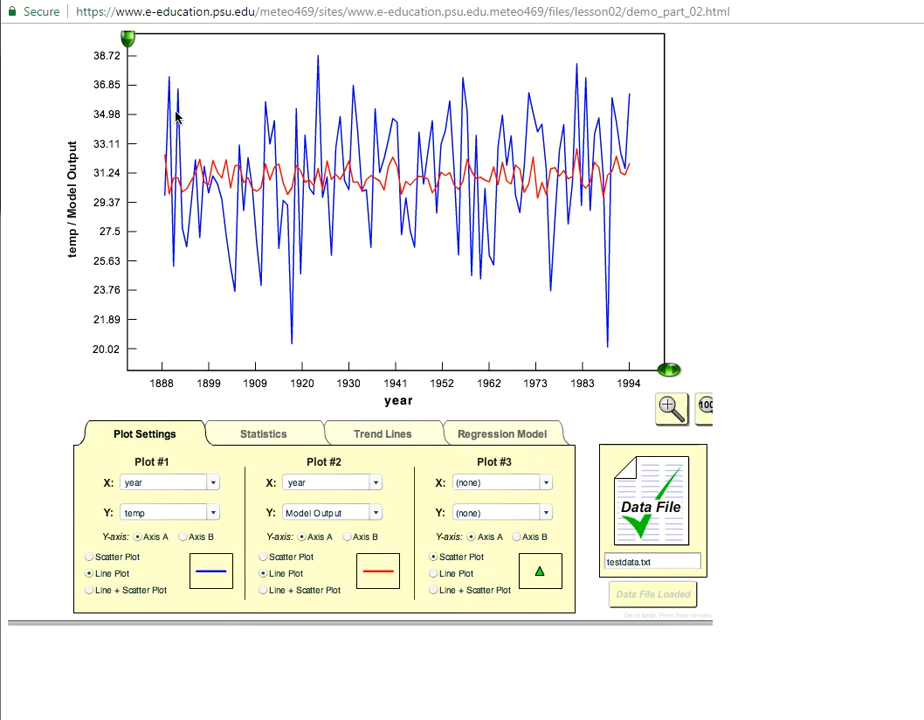 Secure https://www.e-education.psu.edu/meteo469/sites/www.e-education.psu.edu.meteo469/files/lesson02/demo_part_02.html
38.72
36.85
34.98
33.11
31.24
29.37
27.5
25.63
23.76
21.89
20.02
temp / Model Output
1888 1899 1909 1920 1930 1941 1952 1962 1973 1983 1994
year
100
Plot Settings Statistics Trend Lines Regression Model
Plot #1 Plot #2 Plot #3
X: year X: year X: (none)
Y: temp Y: Model Output Y: (none)
Y-axis: Axis A Axis B Y-axis: Axis A Axis B Y-axis: Axis A Axis B
Scatter Plot Scatter Plot Scatter Plot
Line Plot Line Plot Line Plot
Line + Scatter Plot Line + Scatter Plot Line + Scatter Plot
Data File
testdata.txt
Data File Loaded